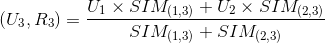 (U_3, R_3) = \frac{U_1 \times SIM_{(1,3)} + U_2 \times SIM_{(2,3)}}{SIM_{(1,3)} + SIM_{(2,3)}}